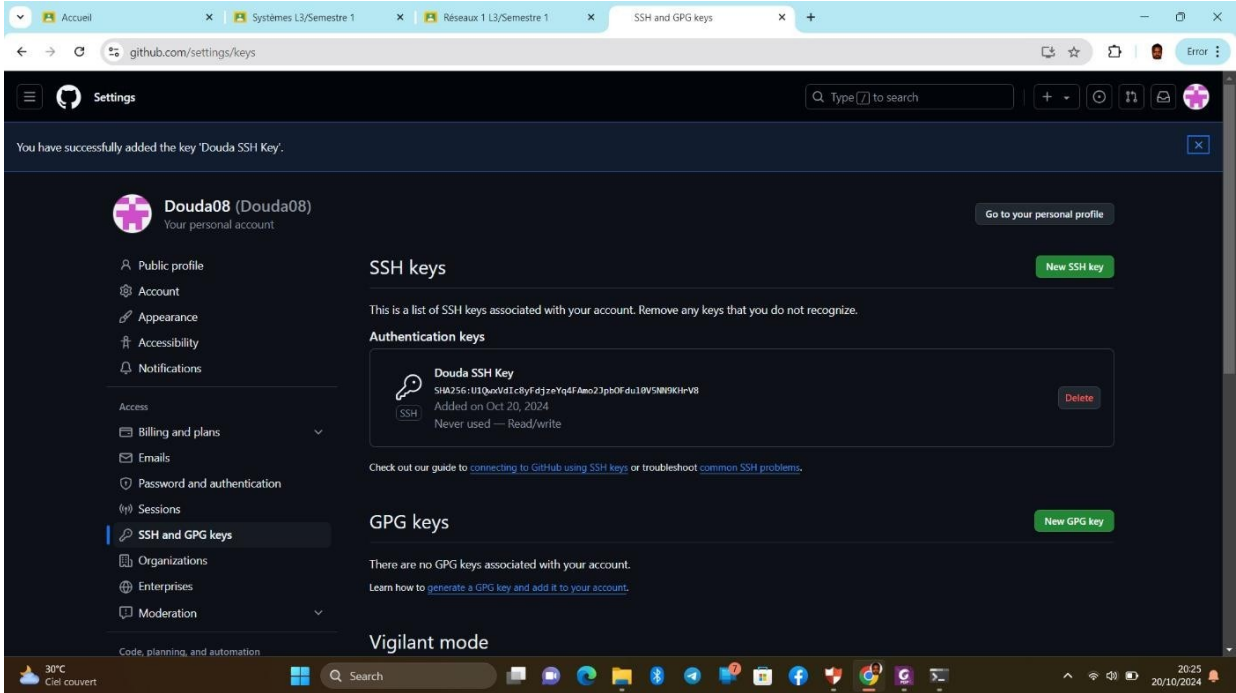 Accueil
Systèmes L3/Semestre 1
Réseaux 1 L3/Semestre 1
SSH and GPG keys
github.com/settings/keys
Error
Settings
Type / to search
You have successfully added the key 'Douda SSH Key'.
Douda08 (Douda08)
Your personal account
Go to your personal profile
Public profile
Account
Appearance
Accessibility
Notifications
Access
Billing and plans
Emails
Password and authentication
Sessions
SSH and GPG keys
Organizations
Enterprises
Moderation
Code, planning, and automation
SSH keys
New SSH key
This is a list of SSH keys associated with your account. Remove any keys that you do not recognize.
Authentication keys
Douda SSH Key
SHA256:U1QwxVdIc8yFdjzeYq4FAmo2JpbOFdul0V5NN9KHrV8
SSH
Added on Oct 20, 2024
Never used — Read/write
Delete
Check out our guide to connecting to GitHub using SSH keys or troubleshoot common SSH problems.
GPG keys
New GPG key
There are no GPG keys associated with your account.
Learn how to generate a GPG key and add it to your account.
Vigilant mode
30°C
Ciel couvert
Search
20:25
20/10/2024